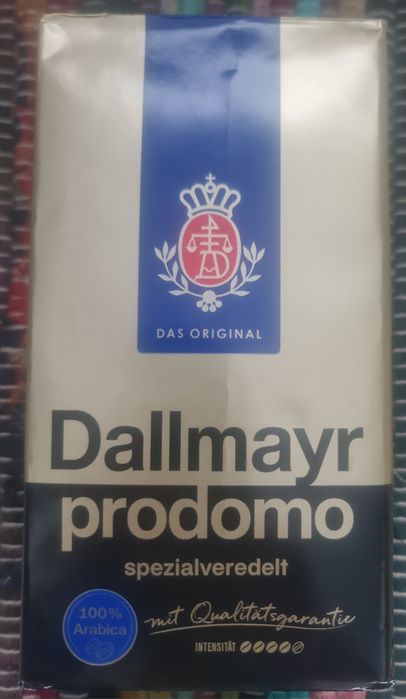 DAS ORIGINAL
Dallmayr
prodomo
spezialveredelt
100%
Arabica
mit Qualitätsgarantie
INTENSITÄT